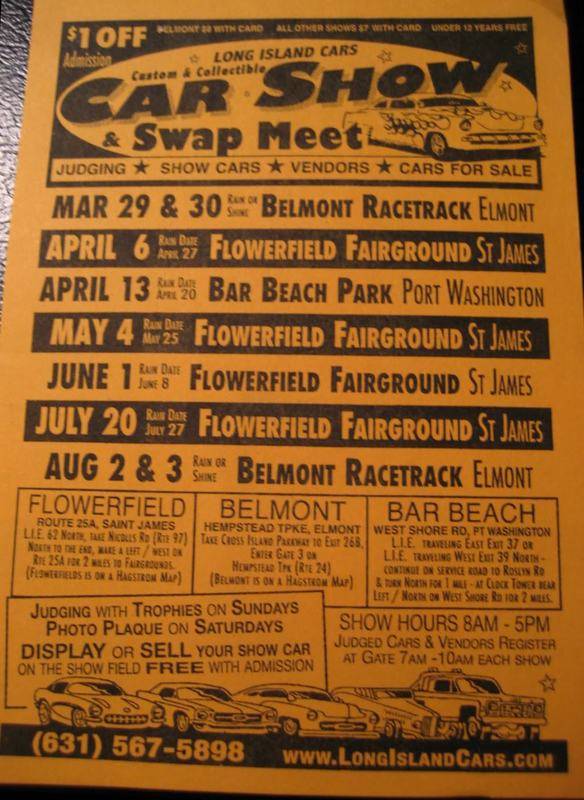 $1 OFF
Admission
BELMONT $8 WITH CARD ALL OTHER SHOWS $7 WITH CARD UNDER 12 YEARS FREE
LONG ISLAND CARS
Custom & Collectible
CAR SHOW
& Swap Meet
JUDGING ★ SHOW CARS ★ VENDORS ★ CARS FOR SALE
MAR 29 & 30 RAIN OR SHINE BELMONT RACETRACK ELMONT
APRIL 6 RAIN DATE APRIL 27 FLOWERFIELD FAIRGROUND ST JAMES
APRIL 13 RAIN DATE APRIL 20 BAR BEACH PARK PORT WASHINGTON
MAY 4 RAIN DATE MAY 25 FLOWERFIELD FAIRGROUND ST JAMES
JUNE 1 RAIN DATE JUNE 8 FLOWERFIELD FAIRGROUND ST JAMES
JULY 20 RAIN DATE JULY 27 FLOWERFIELD FAIRGROUND ST JAMES
AUG 2 & 3 RAIN OR SHINE BELMONT RACETRACK ELMONT
FLOWERFIELD
ROUTE 25A, SAINT JAMES
L.I.E. 62 NORTH, TAKE NICOLLS RD (RTE 97)
NORTH TO THE END, MAKE A LEFT / WEST ON
RTE 25A FOR 2 MILES TO FAIRGROUNDS.
(FLOWERFIELDS IS ON A HAGSTROM MAP)
BELMONT
HEMPSTEAD TPKE, ELMONT
TAKE CROSS ISLAND PARKWAY TO EXIT 26B,
ENTER GATE 3 ON
HEMPSTEAD TPK (RTE 24)
(BELMONT IS ON A HAGSTROM MAP)
BAR BEACH
WEST SHORE RD, PT WASHINGTON
L.I.E. TRAVELING EAST EXIT 37 OR
L.I.E. TRAVELING WEST EXIT 39 NORTH -
CONTINUE ON SERVICE ROAD TO ROSLYN RD
& TURN NORTH FOR 1 MILE - AT CLOCK TOWER BEAR
LEFT / NORTH ON WEST SHORE RD FOR 2 MILES.
JUDGING WITH TROPHIES ON SUNDAYS
PHOTO PLAQUE ON SATURDAYS
DISPLAY OR SELL YOUR SHOW CAR
ON THE SHOW FIELD FREE WITH ADMISSION
SHOW HOURS 8AM - 5PM
JUDGED CARS & VENDORS REGISTER
AT GATE 7AM -10AM EACH SHOW
(631) 567-5898 WWW.LONGISLANDCARS.COM